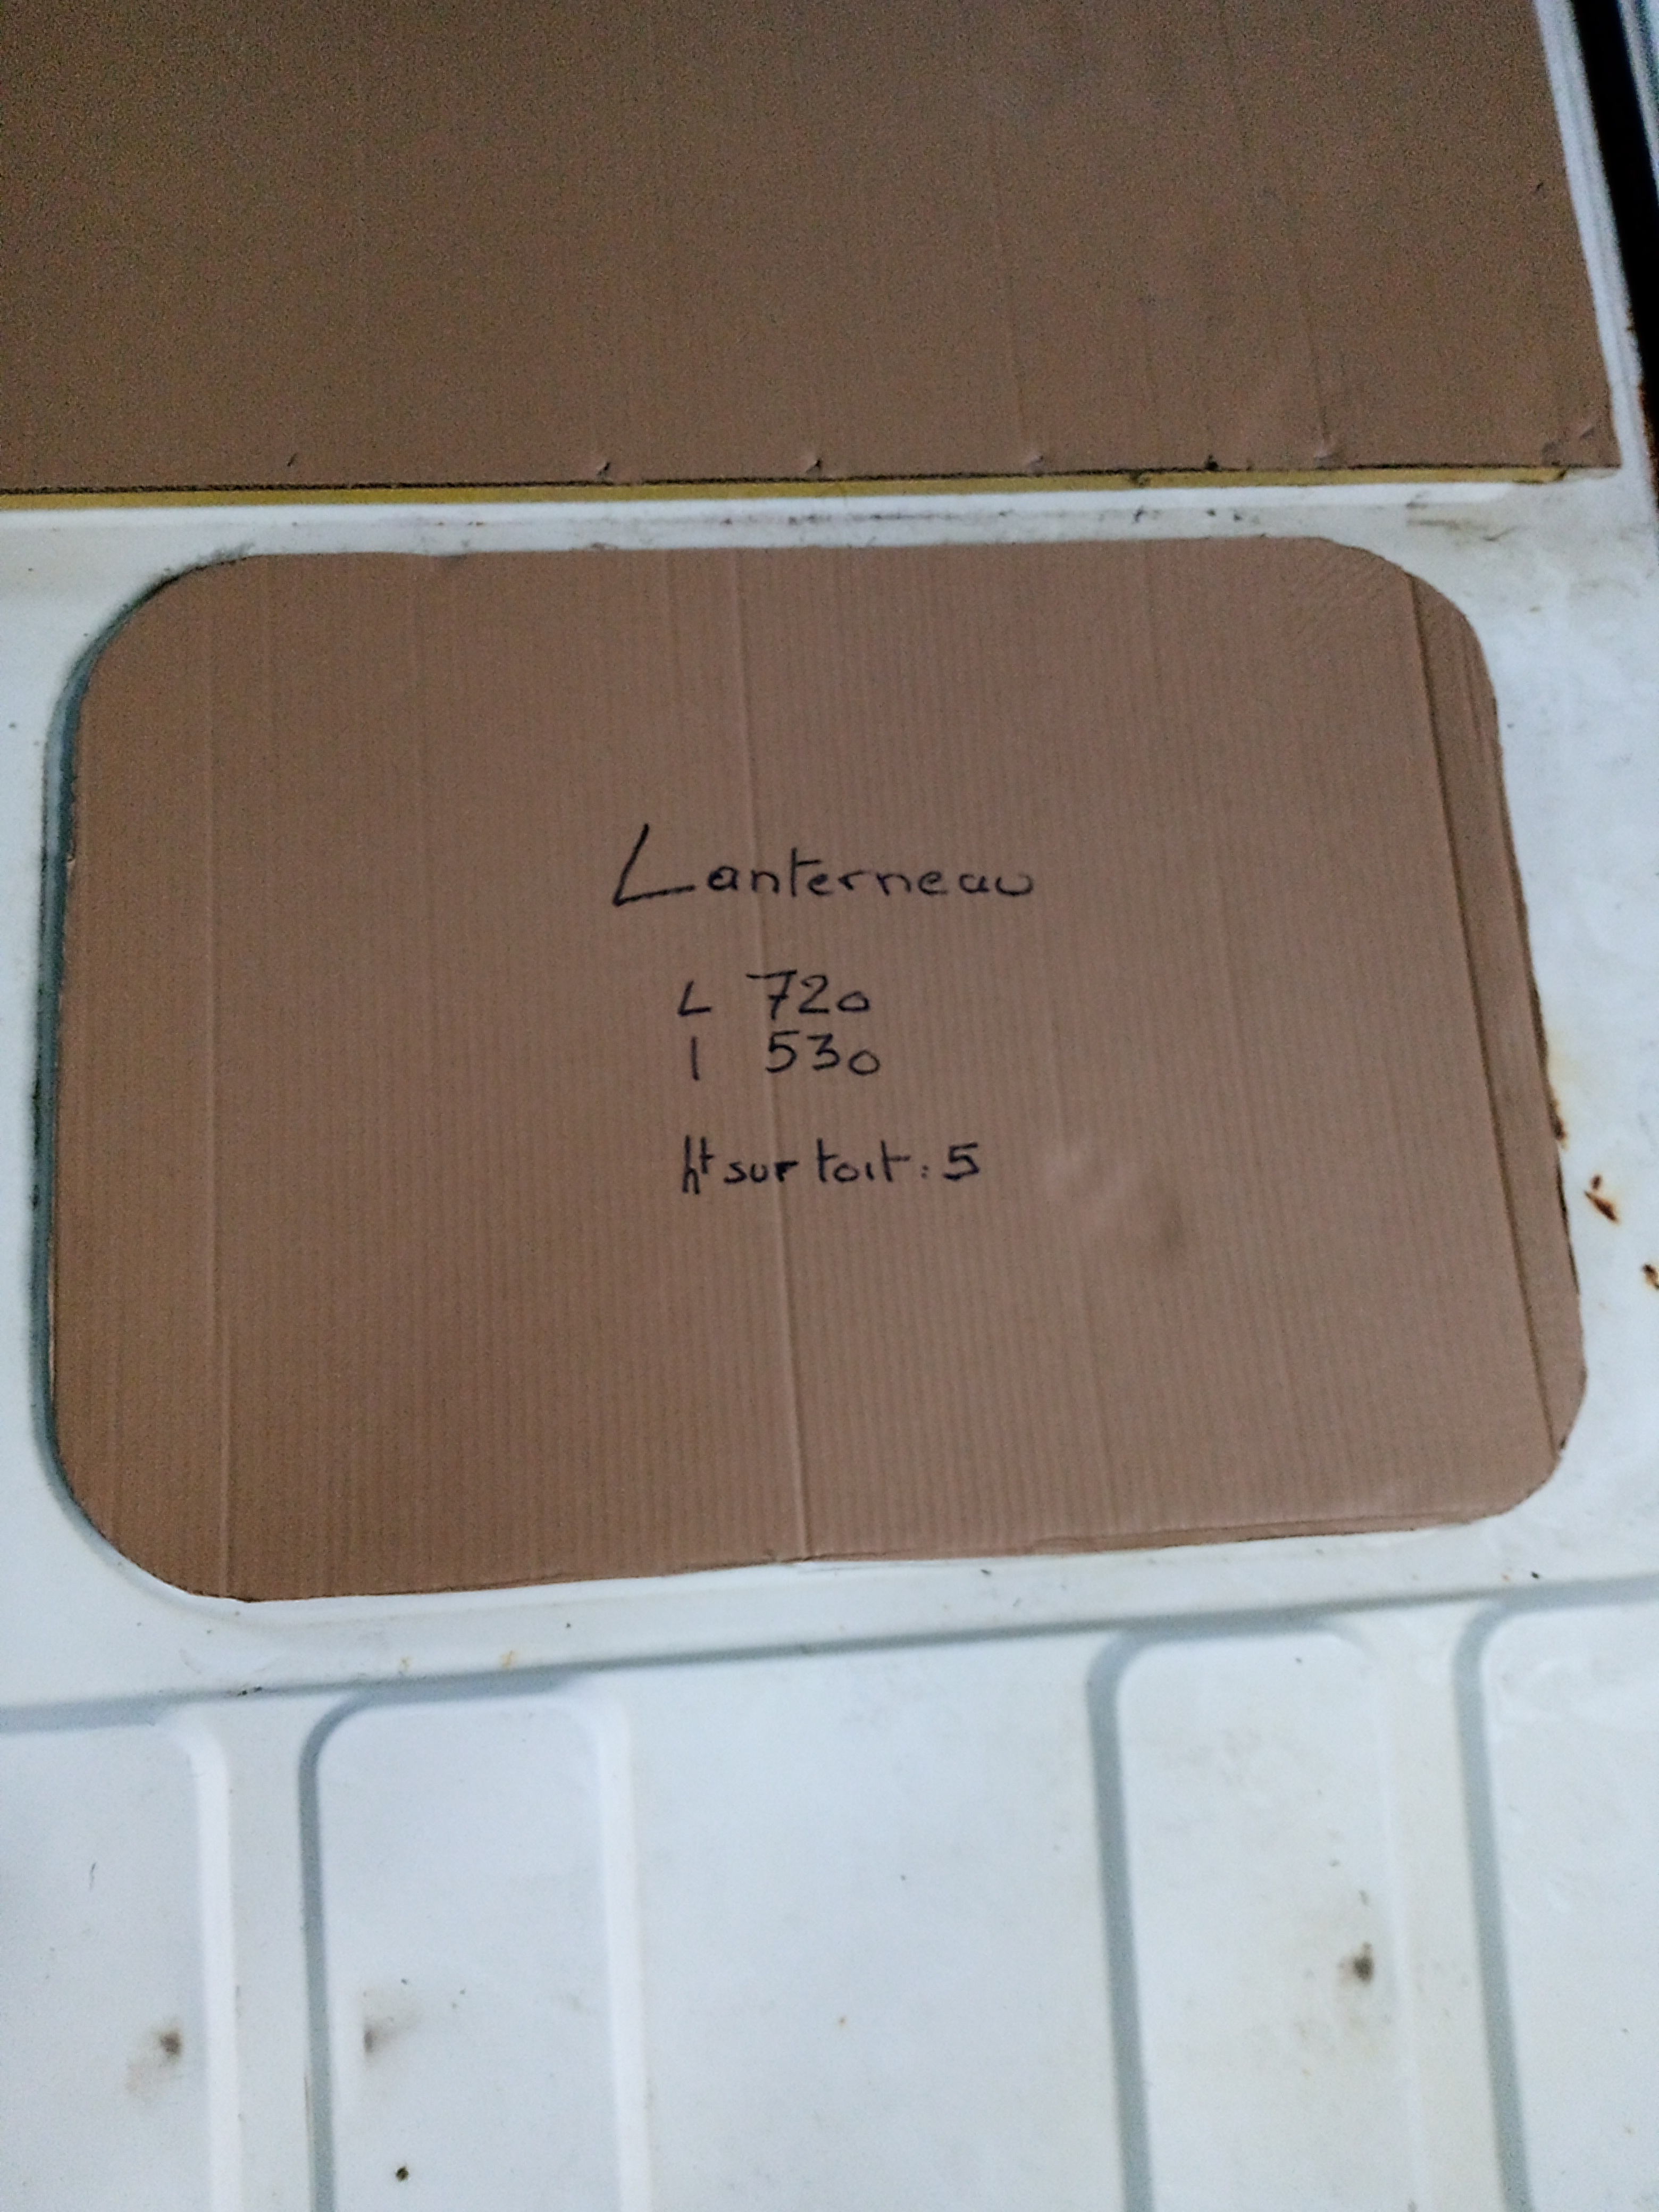 Lanterneau
L 720
l 530
ht sur toit : 5